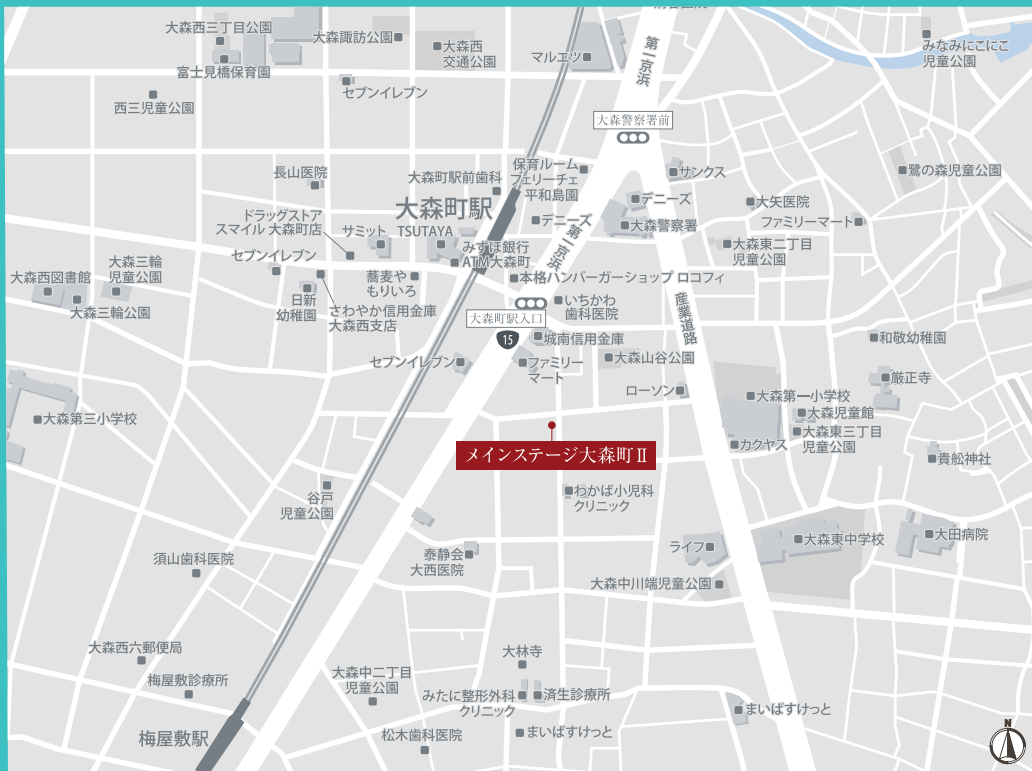 大森西三丁目公園
富士見橋保育園
大森諏訪公園
大森西
交通公園
マルエツ
第一京浜
みなみにこにこ
児童公園
西三児童公園
セブンイレブン
大森警察署前
長山医院
大森町駅前歯科
保育ルーム
フェリーチェ
平和島園
サンクス
鷺の森児童公園
大森町駅
デニーズ
大矢医院
ファミリーマート
ドラッグストア
スマイル 大森町店
サミット
TSUTAYA
デニーズ
大森警察署
第一京浜
みずほ銀行
ATM大森町
大森東二丁目
児童公園
セブンイレブン
大森西図書館
大森三輪
児童公園
大森三輪公園
日新
幼稚園
さわやか信用金庫
大森西支店
蕎麦や
もりいろ
本格ハンバーガーショップ ロコフィ
いちかわ
歯科医院
大森町駅入口
産業道路
15
城南信用金庫
和敬幼稚園
セブンイレブン
ファミリー
マート
大森山谷公園
ローソン
厳正寺
大森第三小学校
大森第一小学校
大森児童館
大森東三丁目
児童公園
カクヤス
メインステージ大森町Ⅱ
貴舩神社
谷戸
児童公園
わかば小児科
クリニック
須山歯科医院
泰静会
大西医院
ライフ
大森東中学校
大田病院
大森中川端児童公園
大森西六郵便局
梅屋敷診療所
大森中二丁目
児童公園
大林寺
みたに整形外科
クリニック
済生診療所
まいばすけっと
梅屋敷駅
松木歯科医院
まいばすけっと
N